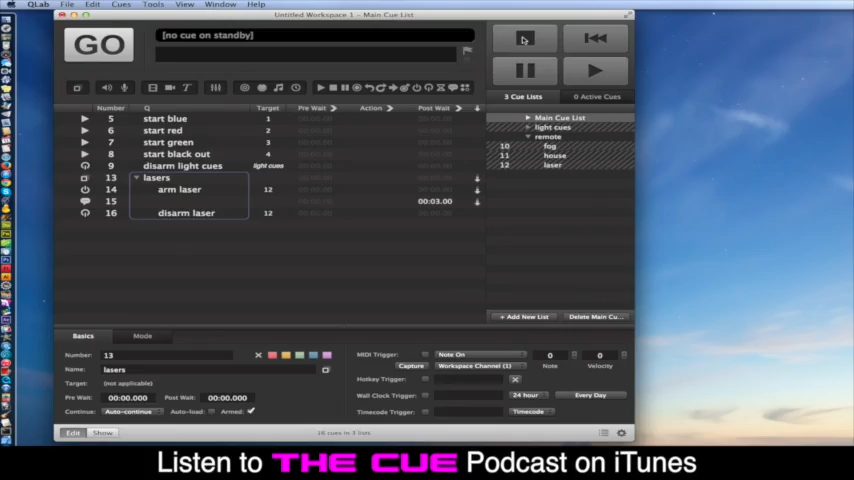 QLab File Edit Cues Tools View Window Help
Untitled Workspace 1 – Main Cue List
GO
[no cue on standby]
T
3 Cue Lists
0 Active Cues
Number Q Target Pre Wait Action Post Wait
5 start blue 1
6 start red 2
7 start green 3
8 start black out 4
9 disarm light cues light cues
13 lasers
14 arm laser 12
15 00:03.00
16 disarm laser 12
Main Cue List
light cues
remote
10 fog
11 house
12 laser
+ Add New List
Delete Main Cu...
Basics
Mode
Number: 13
Name: lasers
Target: (not applicable)
Pre Wait: 00:00.000 Post Wait: 00:00.000
Continue: Auto-continue Auto-load: Armed:
MIDI Trigger: Note On 0 0
Capture Workspace Channel (1) Note Velocity
Hotkey Trigger:
Wall Clock Trigger: 24 hour Every Day
Timecode Trigger: Timecode
Edit Show
16 cues in 3 lists
Listen to THE CUE Podcast on iTunes